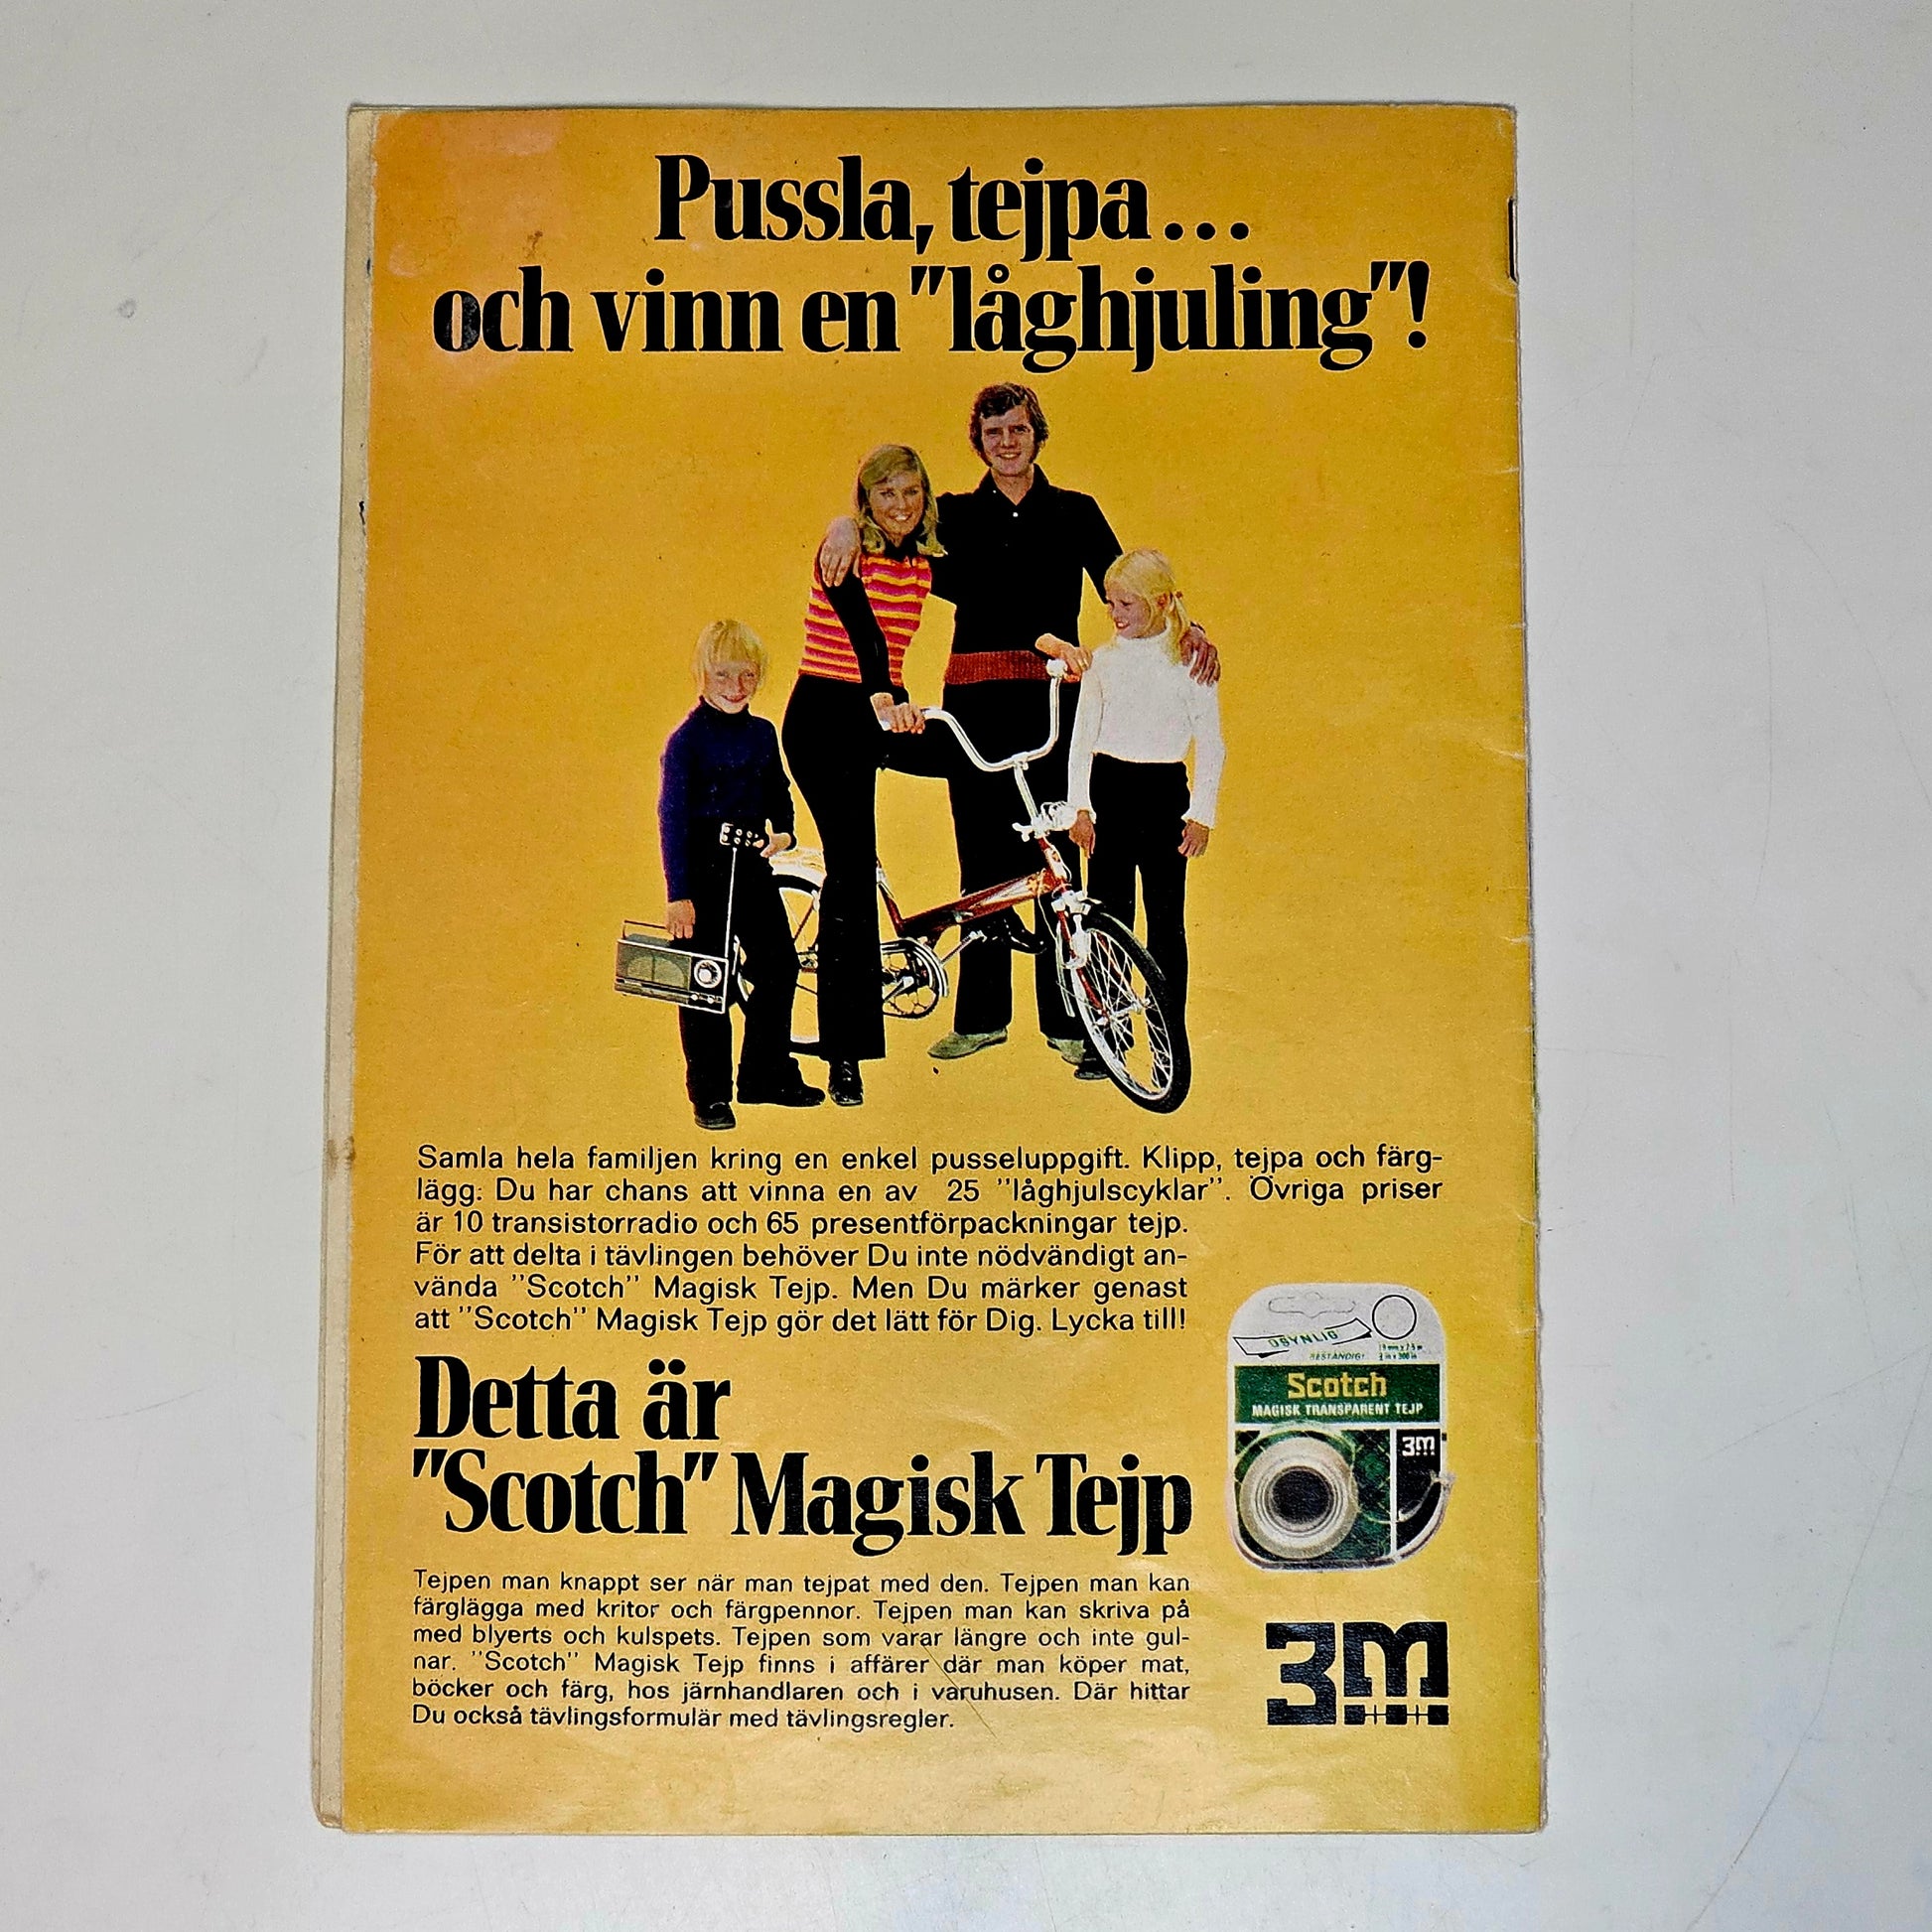 Pussla, tejpa...
och vinn en "låghjuling"!
Samla hela familjen kring en enkel pusseluppgift. Klipp, tejpa och färg-
lägg: Du har chans att vinna en av 25 "låghjulscyklar". Övriga priser
är 10 transistorradio och 65 presentförpackningar tejp.
För att delta i tävlingen behöver Du inte nödvändigt an-
vända "Scotch" Magisk Tejp. Men Du märker genast
att "Scotch" Magisk Tejp gör det lätt för Dig. Lycka till!
OSYNLIG
BESTÄNDIG!
Scotch
MAGISK TRANSPARENT TEJP
3M
Detta är
"Scotch" Magisk Tejp
Tejpen man knappt ser när man tejpat med den. Tejpen man kan
färglägga med kritor och färgpennor. Tejpen man kan skriva på
med blyerts och kulspets. Tejpen som varar längre och inte gul-
nar. "Scotch" Magisk Tejp finns i affärer där man köper mat,
böcker och färg, hos järnhandlaren och i varuhusen. Där hittar
Du också tävlingsformulär med tävlingsregler.
3M